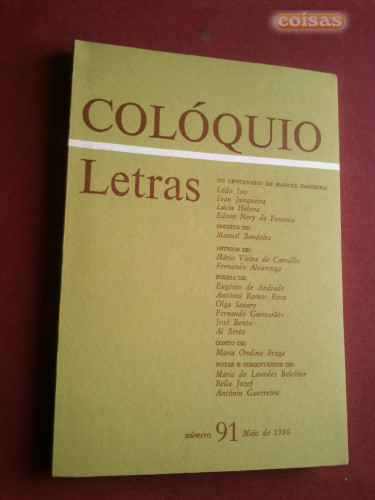 coisas
COLÓQUIO
Letras
NO CENTENÁRIO DE MANUEL BANDEIRA:
Lêdo Ivo
Ivan Junqueira
Lúcia Helena
Edson Nery da Fonseca
INÉDITO DE:
Manuel Bandeira
ARTIGOS DE:
Mário Vieira de Carvalho
Fernando Alvarenga
POESIA DE:
Eugénio de Andrade
António Ramos Rosa
Olga Savary
Fernando Guimarães
José Bento
Al Berto
CONTO DE:
Maria Ondina Braga
NOTAS E COMENTÁRIOS DE:
Maria de Lourdes Belchior
Bella Jozef
António Guerreiro
número 91 Maio de 1986